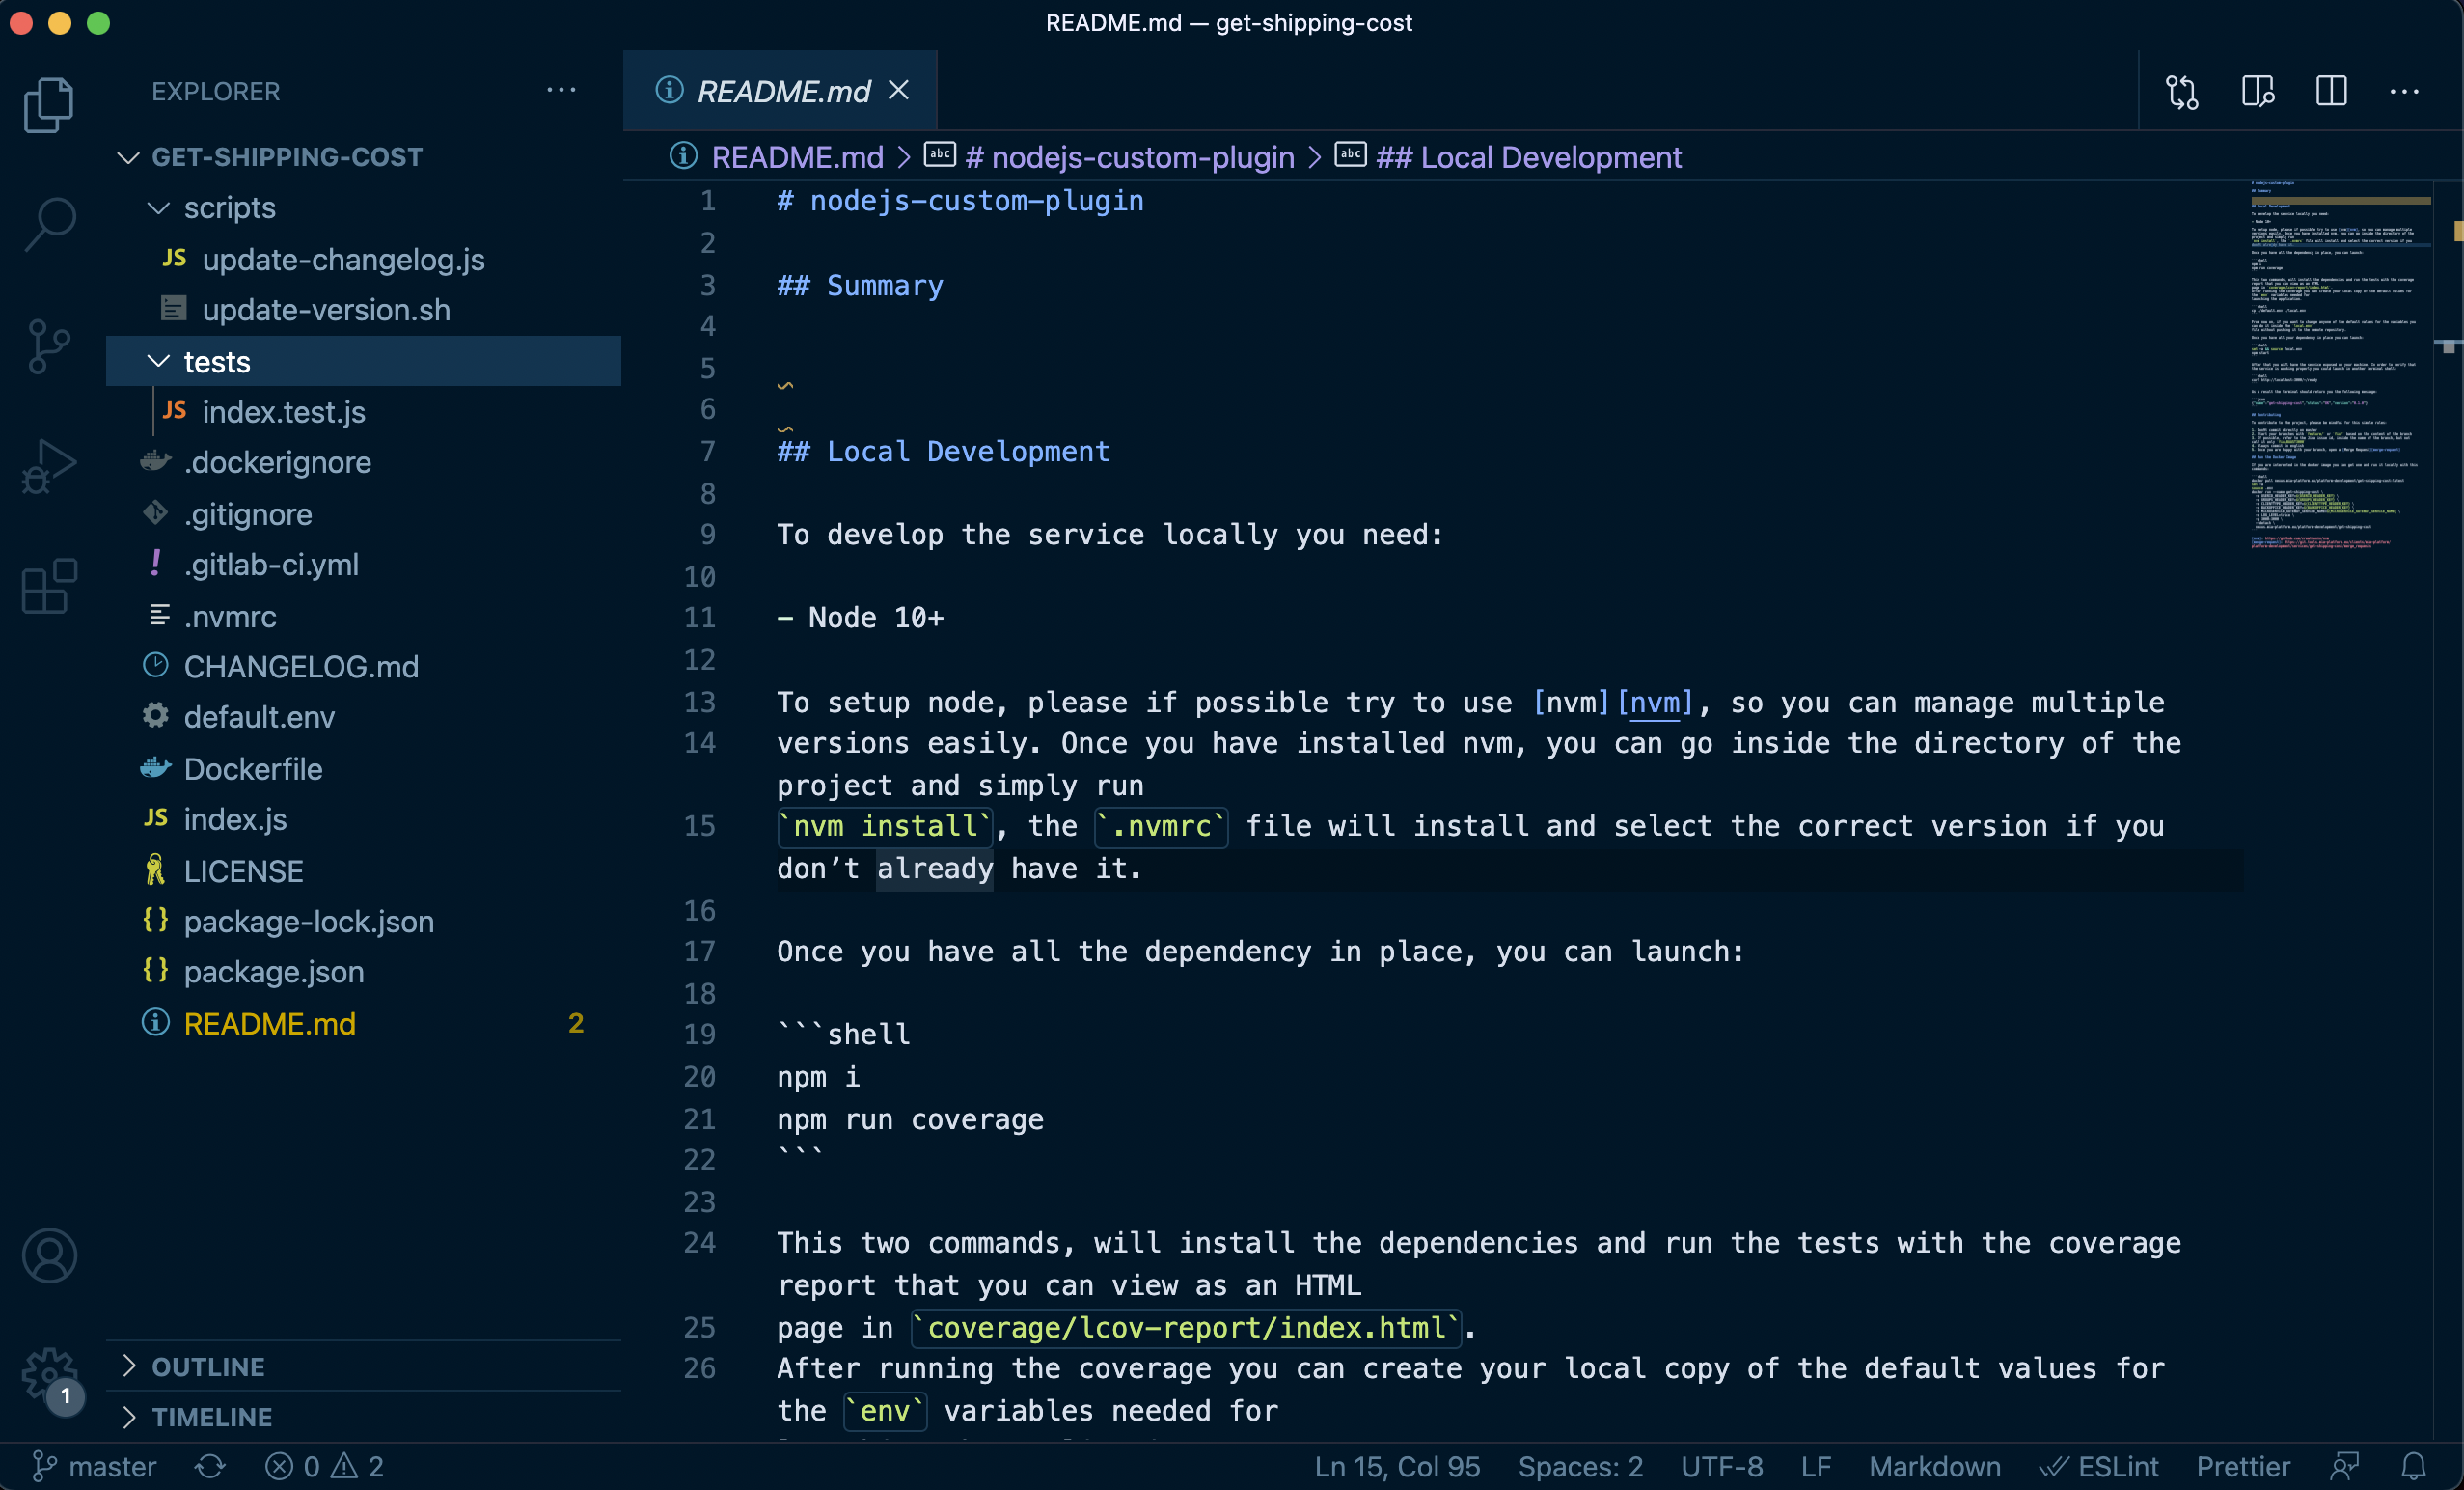 README.md — get-shipping-cost
EXPLORER
GET-SHIPPING-COST
scripts
JS update-changelog.js
update-version.sh
tests
JS index.test.js
.dockerignore
.gitignore
! .gitlab-ci.yml
.nvmrc
CHANGELOG.md
default.env
Dockerfile
JS index.js
LICENSE
{} package-lock.json
{} package.json
README.md 2
OUTLINE
TIMELINE
1
README.md
README.md > abc # nodejs-custom-plugin > abc ## Local Development
1 # nodejs-custom-plugin
2
3 ## Summary
4
5
6
7 ## Local Development
8
9 To develop the service locally you need:
10
11 - Node 10+
12
13 To setup node, please if possible try to use [nvm][nvm], so you can manage multiple
14 versions easily. Once you have installed nvm, you can go inside the directory of the
project and simply run
15 `nvm install`, the `.nvmrc` file will install and select the correct version if you
don’t already have it.
16
17 Once you have all the dependency in place, you can launch:
18
19 ```shell
20 npm i
21 npm run coverage
22 ```
23
24 This two commands, will install the dependencies and run the tests with the coverage
report that you can view as an HTML
25 page in `coverage/lcov-report/index.html`.
26 After running the coverage you can create your local copy of the default values for
the `env` variables needed for
master 0 2 Ln 15, Col 95 Spaces: 2 UTF-8 LF Markdown ESLint Prettier